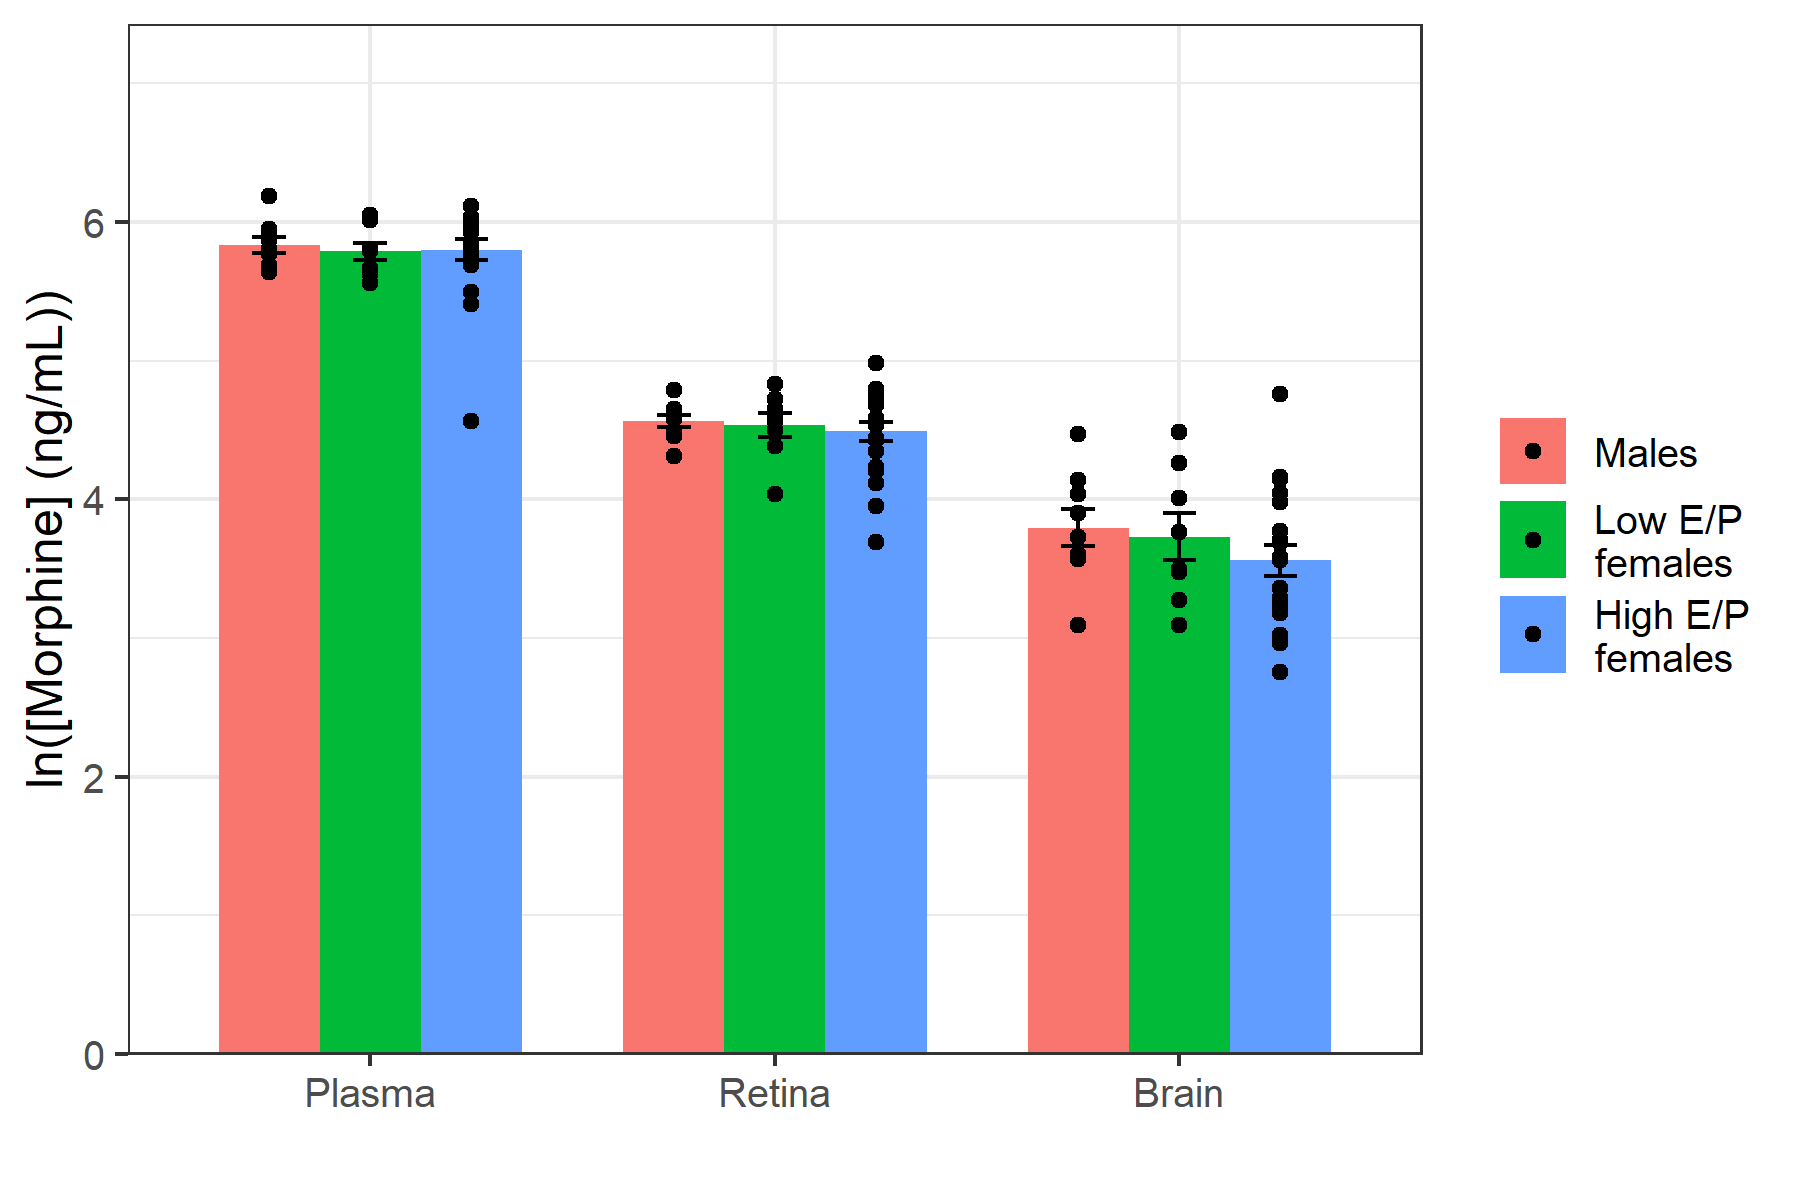 ln([Morphine] (ng/mL))
6
4
2
0
Plasma
Retina
Brain
Males
Low E/P
females
High E/P
females